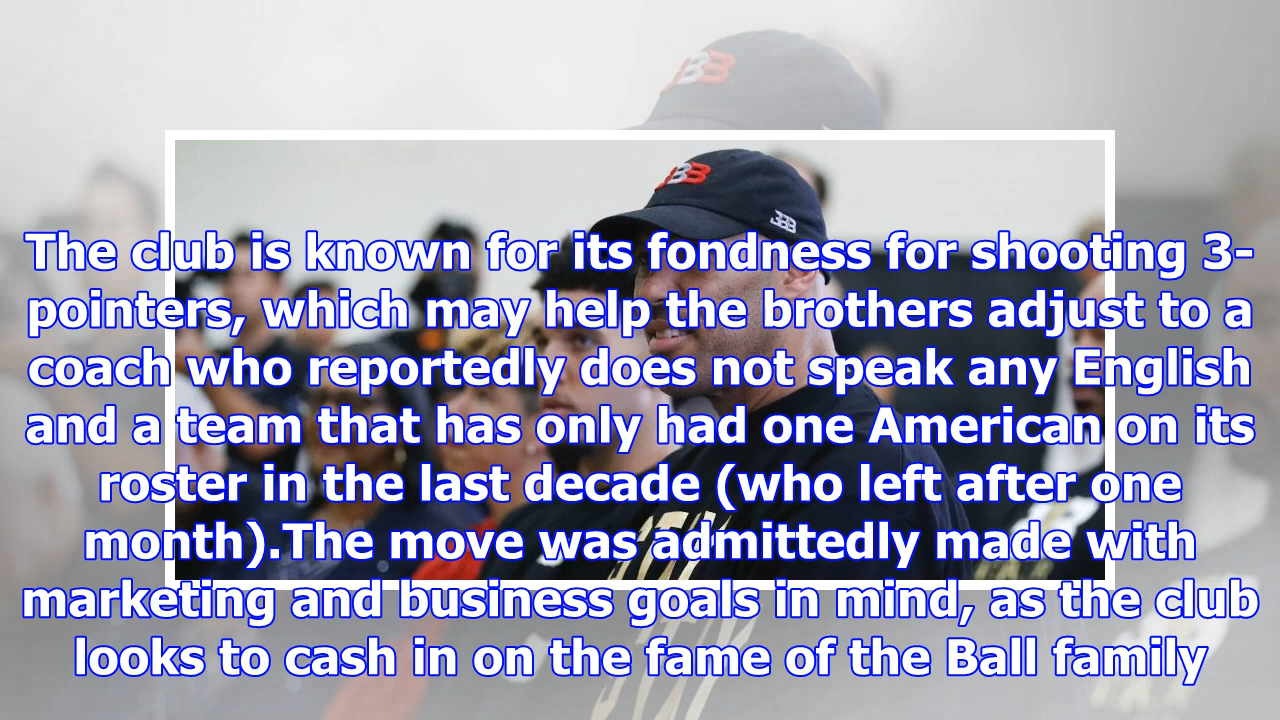 BBB
BBB
The club is known for its fondness for shooting 3-
pointers, which may help the brothers adjust to a
coach who reportedly does not speak any English
and a team that has only had one American on its
roster in the last decade (who left after one
month).The move was admittedly made with
marketing and business goals in mind, as the club
looks to cash in on the fame of the Ball family